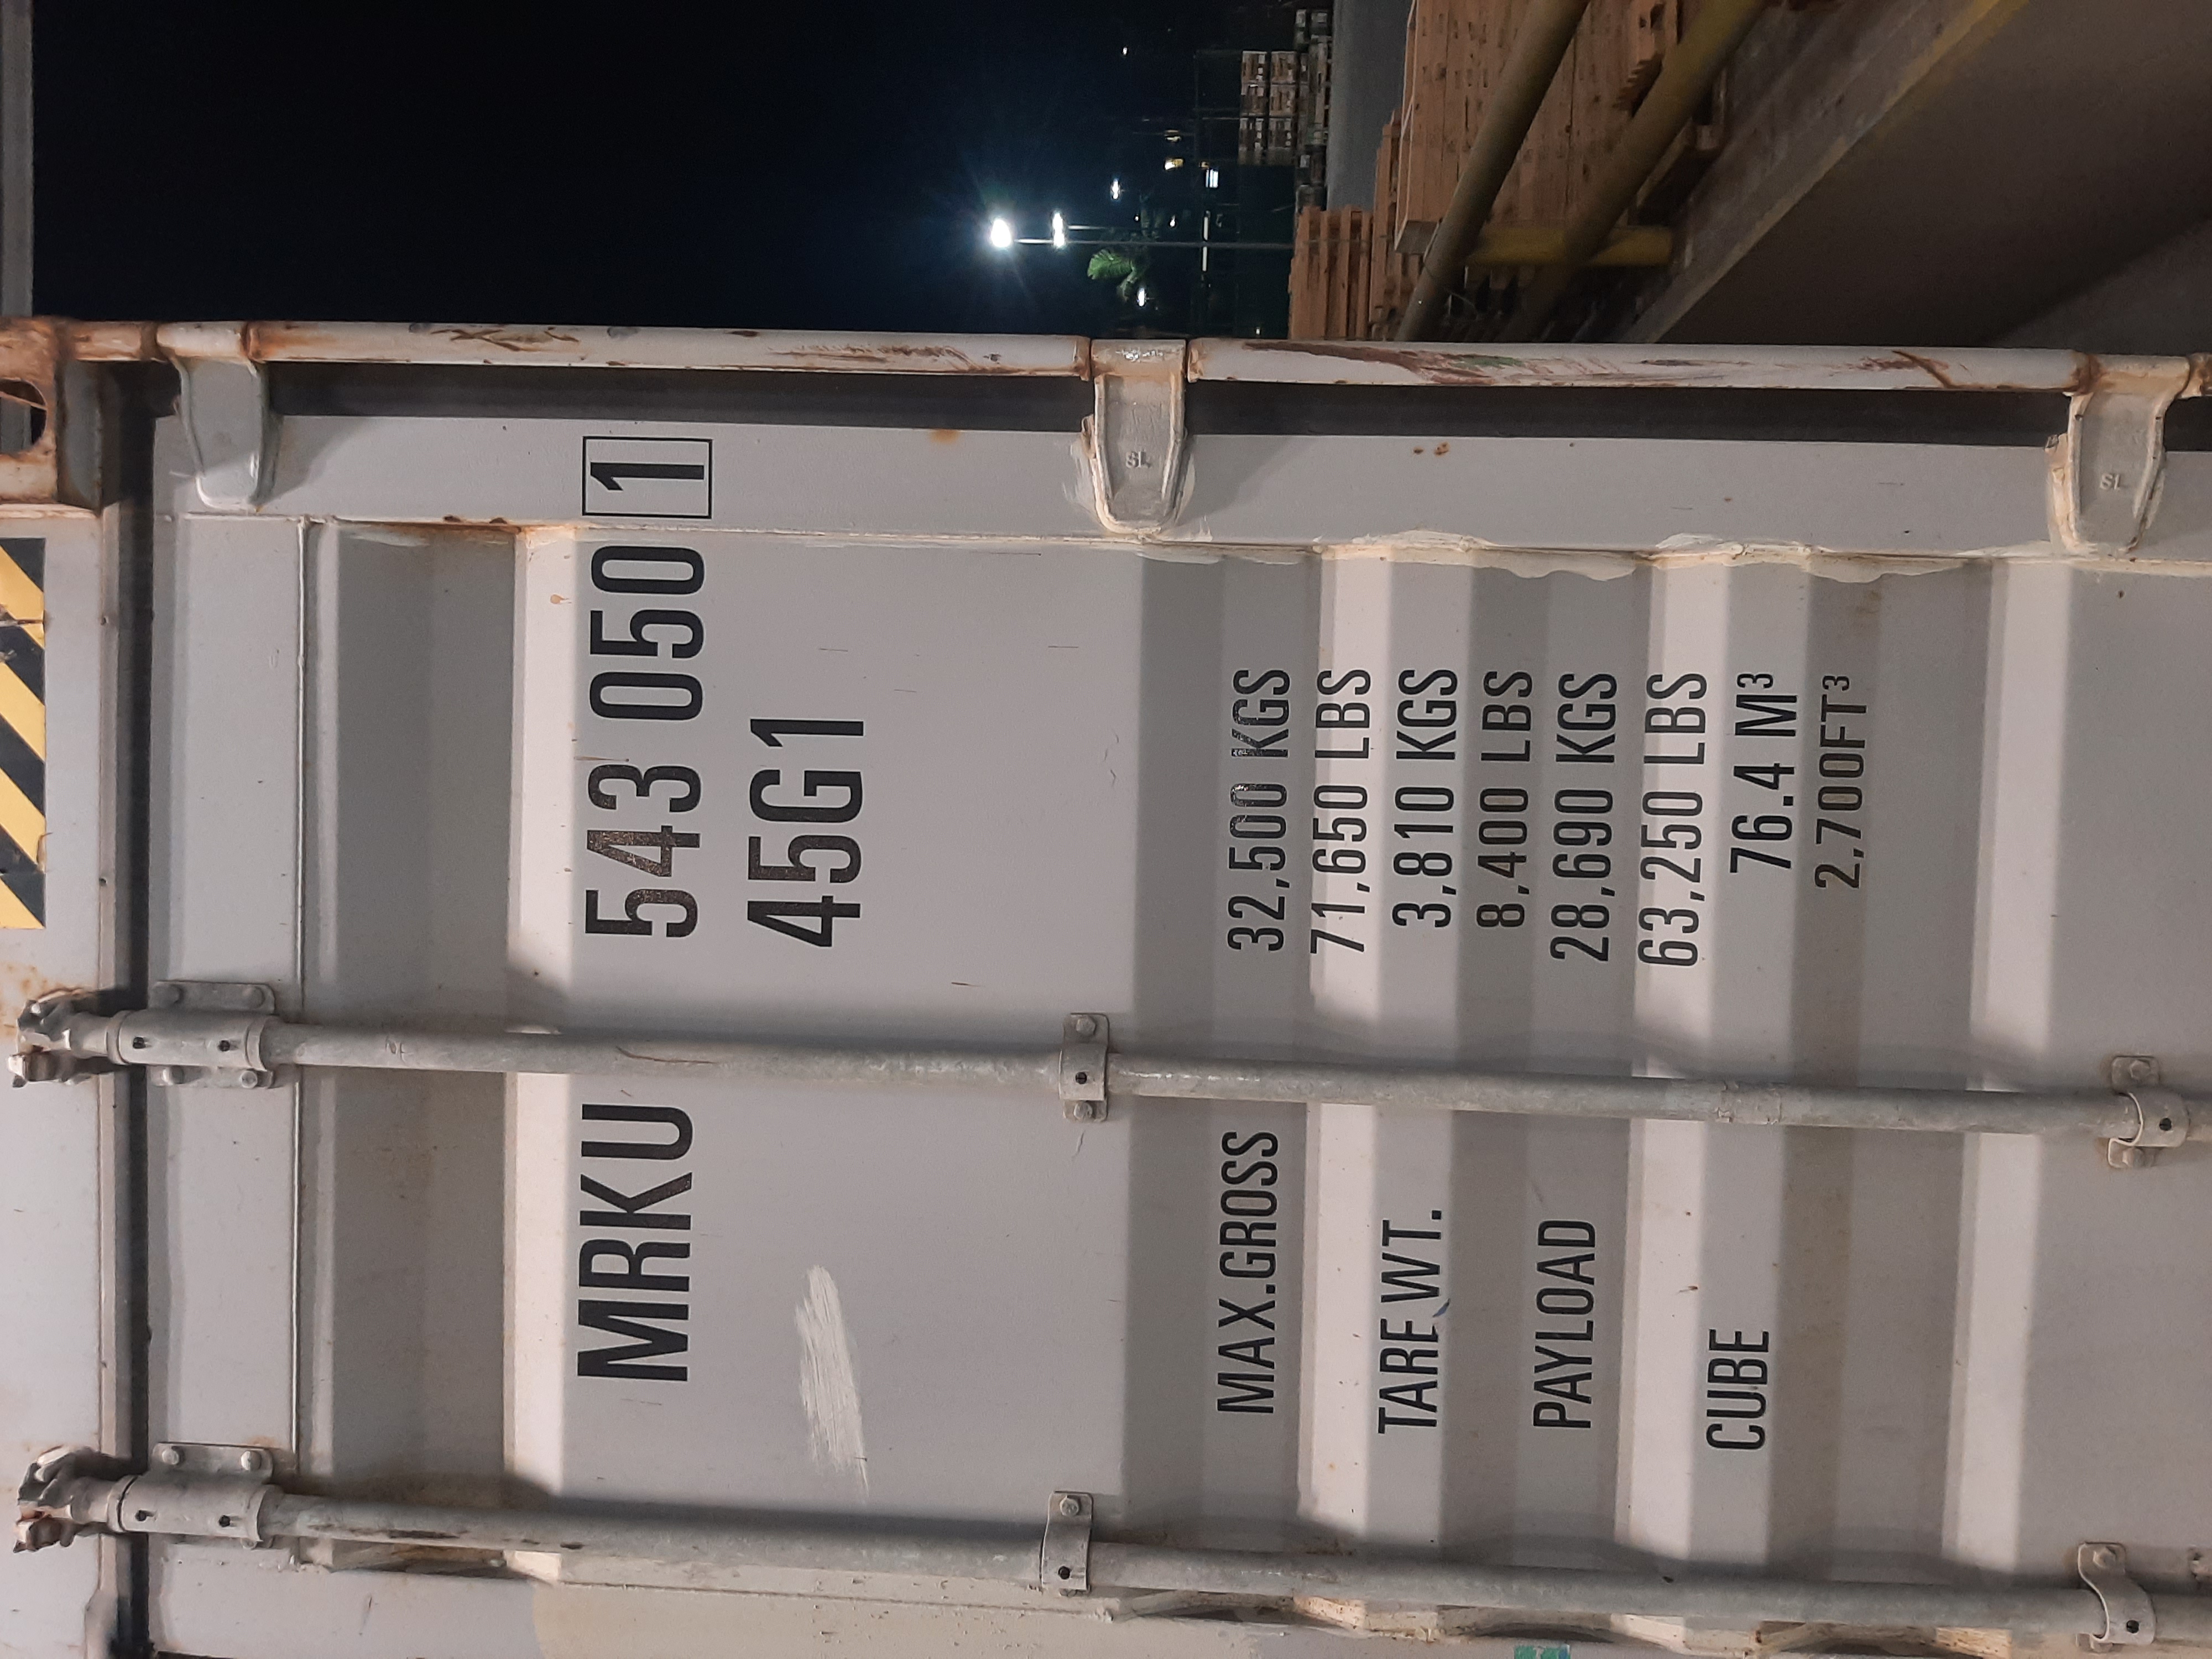 MRKU 543 050 1
45G1
MAX.GROSS 32,500 KGS
71,650 LBS
TARE WT. 3,810 KGS
8,400 LBS
PAYLOAD 28,690 KGS
63,250 LBS
CUBE 76.4 M³
2,700FT³
SL
SL